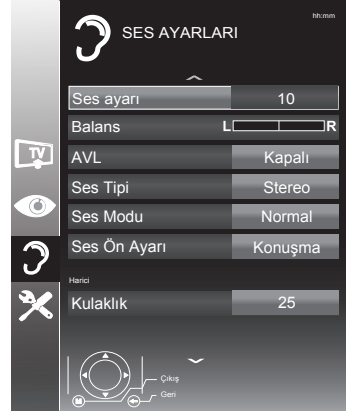 hh:mm
SES AYARLARI
Ses ayarı 10
Balans L R
AVL Kapalı
Ses Tipi Stereo
Ses Modu Normal
Ses Ön Ayarı Konuşma
Harici
Kulaklık 25
TV
Çıkış
M Geri